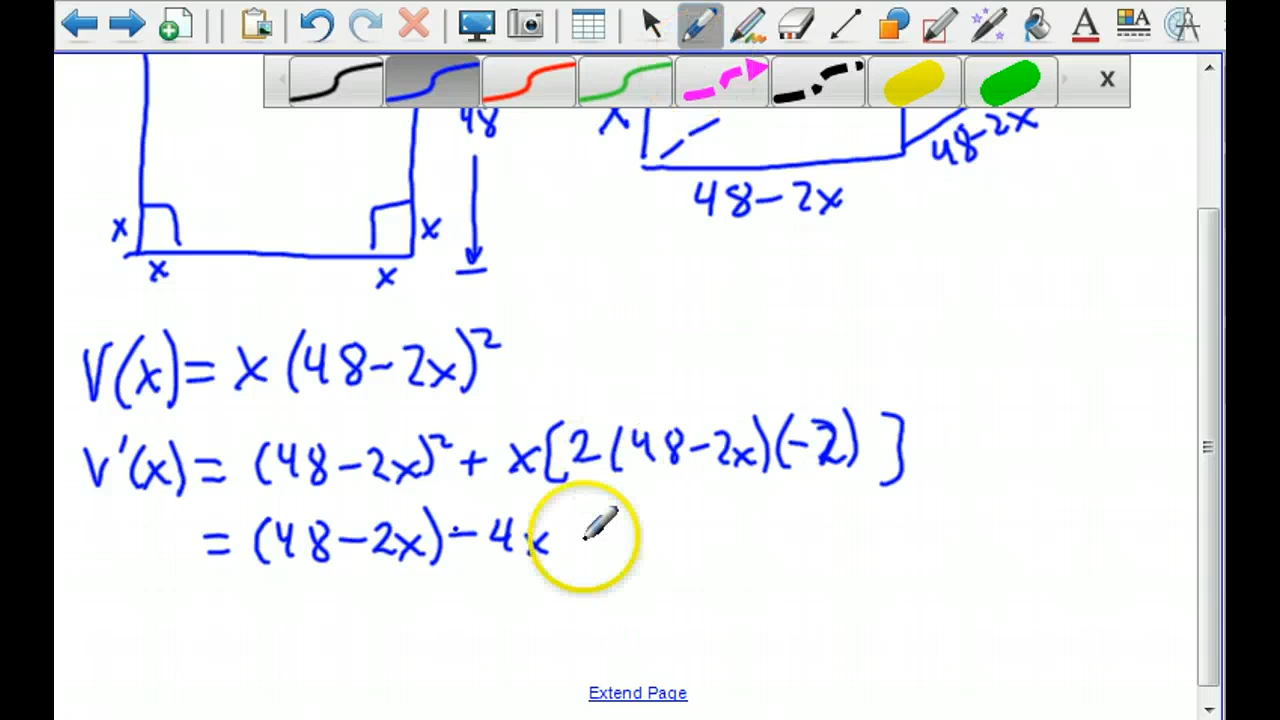 A
x
48
x
48-2x
48-2x
x
x
x
x
V(x) = x(48-2x)²
V'(x) = (48-2x)² + x[2(48-2x)(-2)]
= (48-2x) - 4x
Extend Page